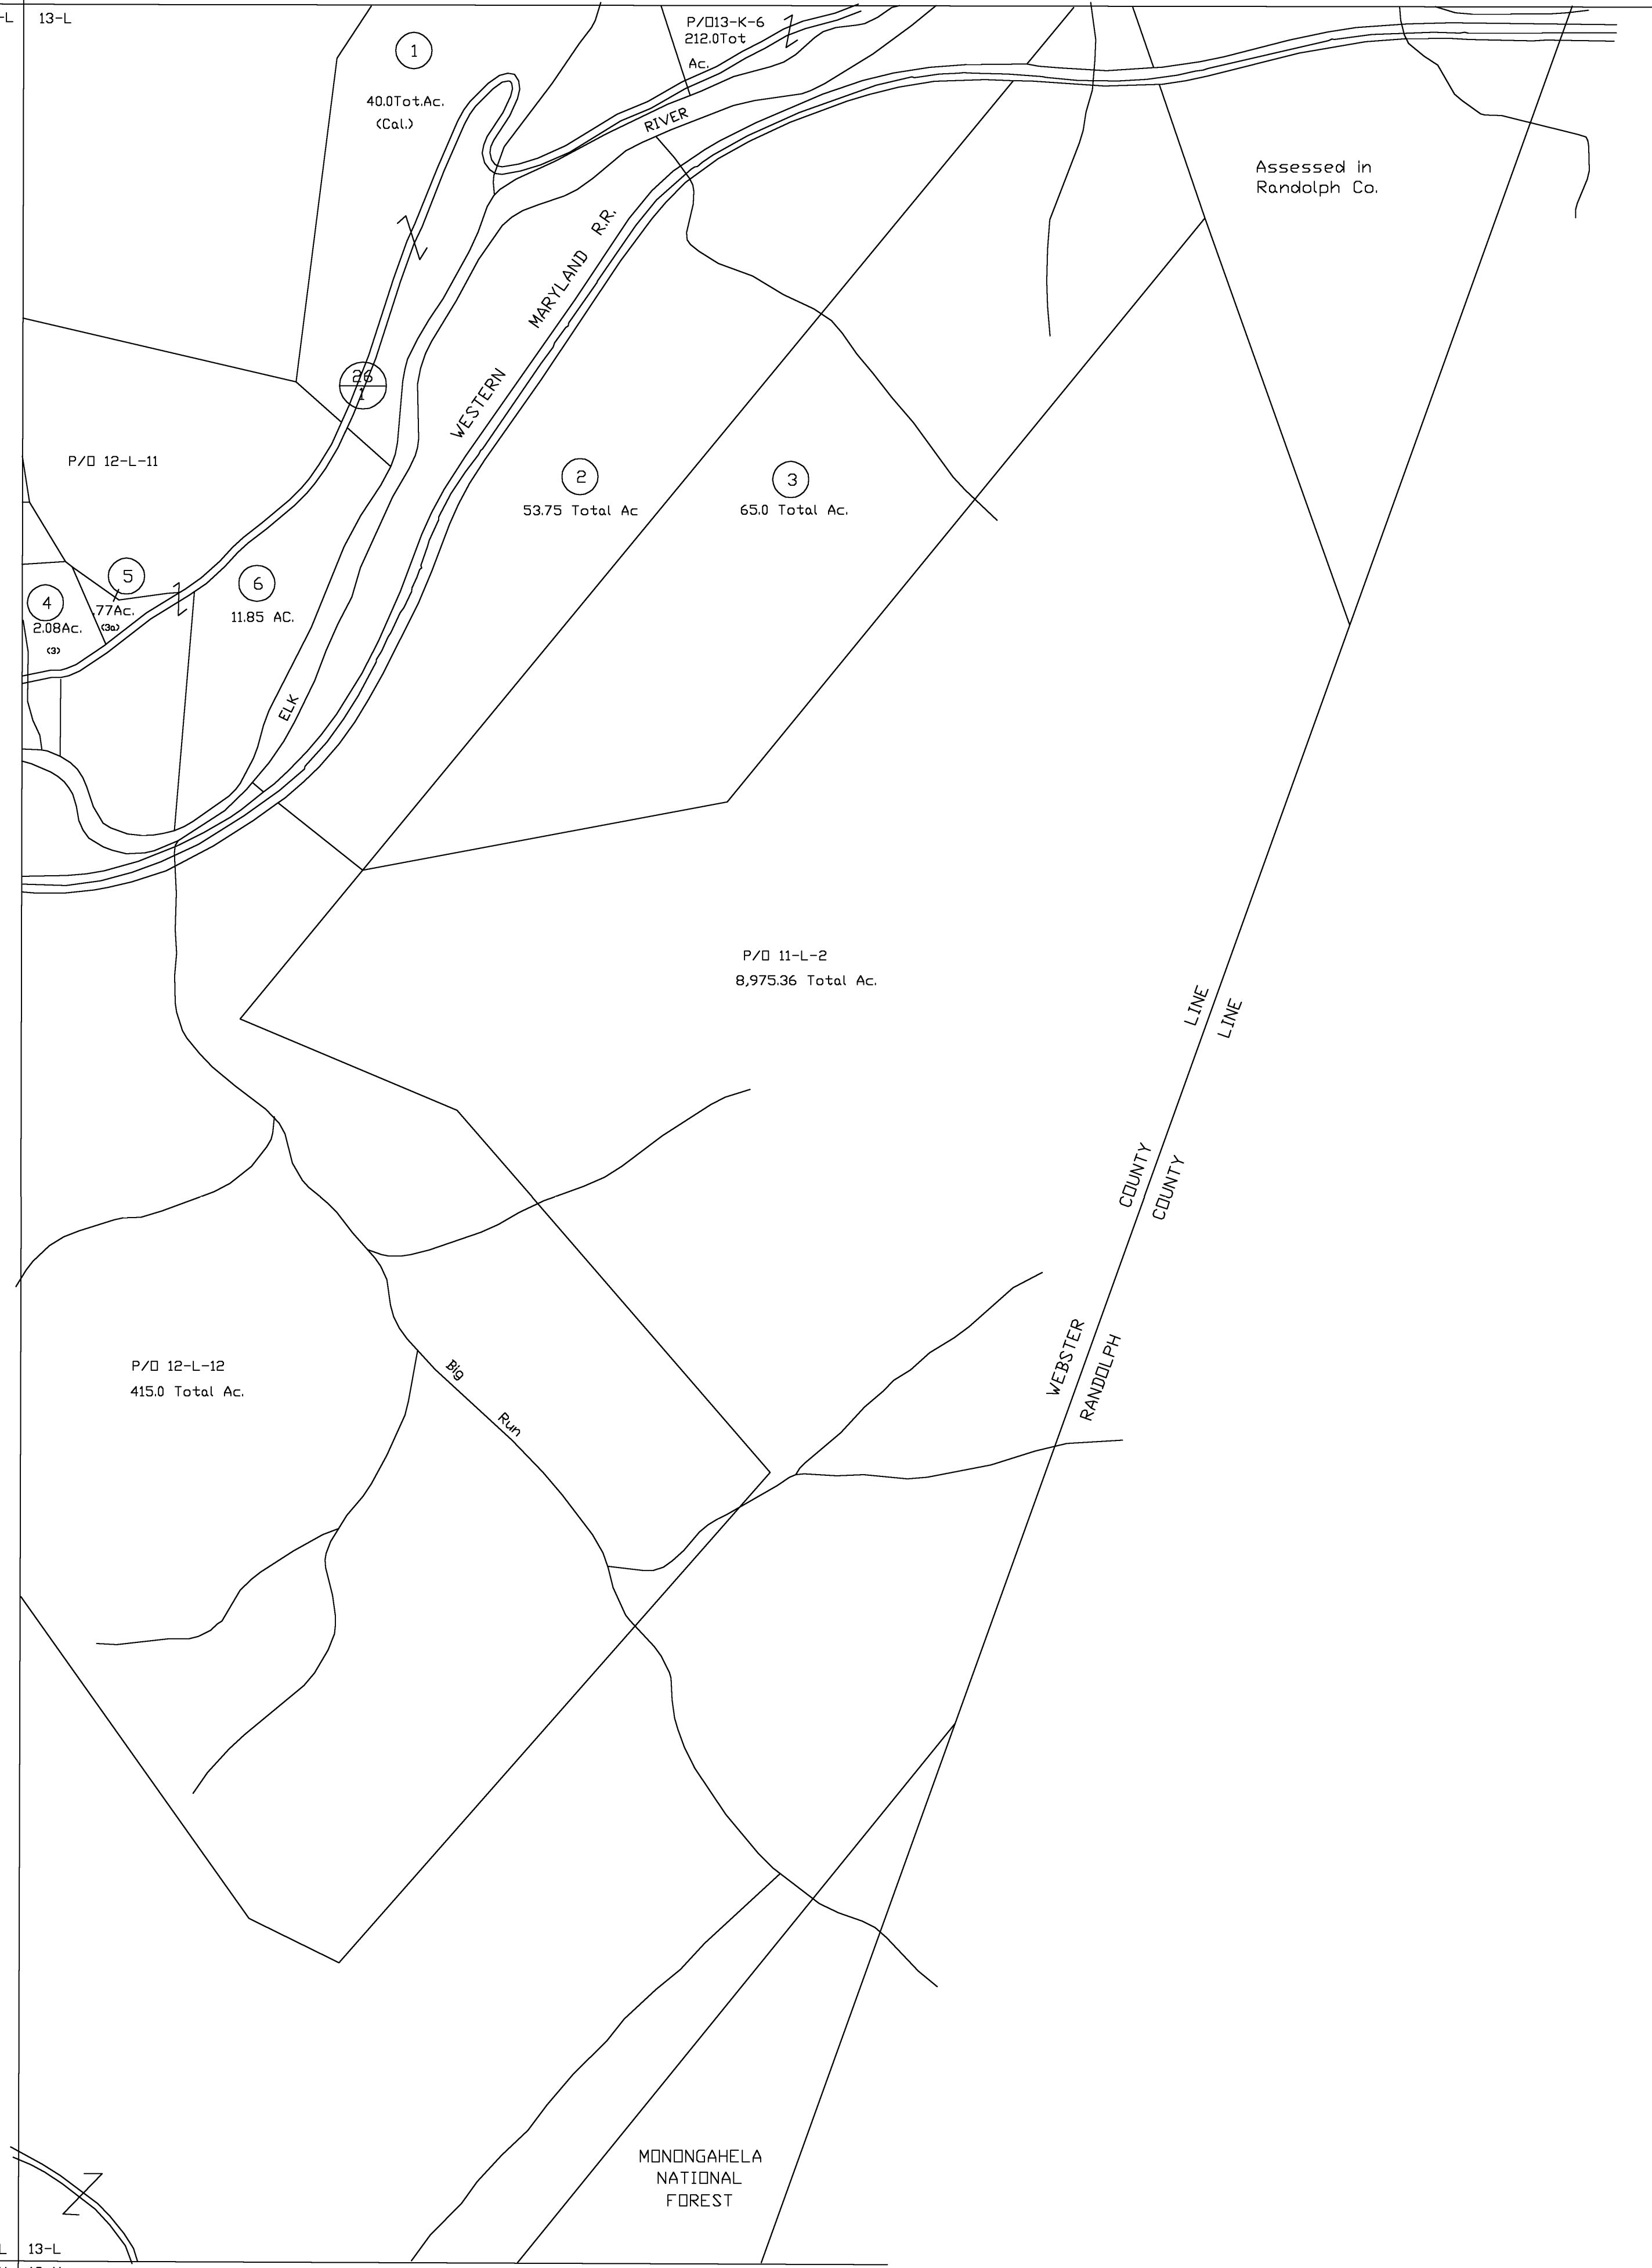 -L 13-L
1
40.0Tot.Ac.
(Cal.)
P/O13-K-6
212.0Tot
Ac.
RIVER
Assessed in
Randolph Co.
WESTERN MARYLAND R.R.
26
1
P/O 12-L-11
2
53.75 Total Ac
3
65.0 Total Ac.
4
2.08Ac.
(3)
5
.77Ac.
(3a)
6
11.85 AC.
ELK
P/O 11-L-2
8,975.36 Total Ac.
WEBSTER COUNTY LINE
RANDOLPH COUNTY LINE
P/O 12-L-12
415.0 Total Ac.
Big Run
MONONGAHELA
NATIONAL
FOREST
L 13-L